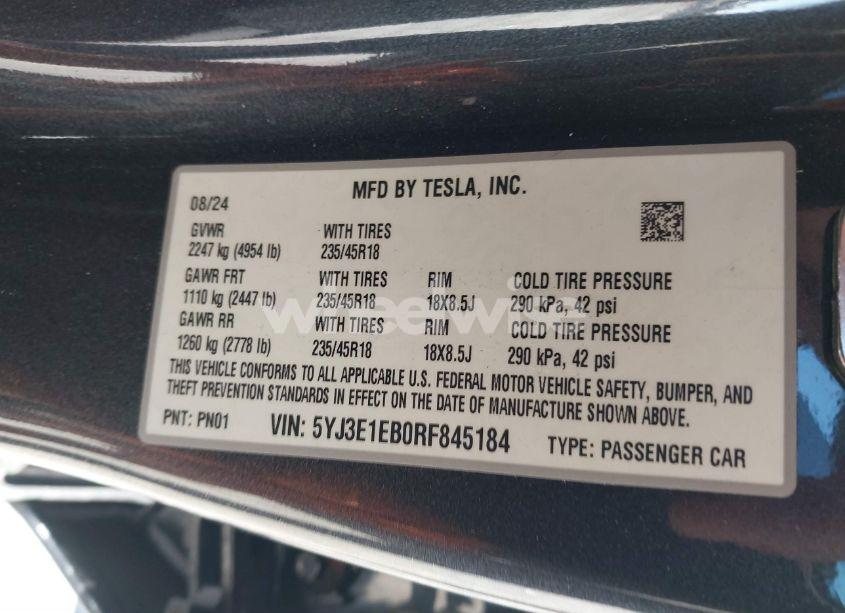 MFD BY TESLA, INC.
08/24
GVWR WITH TIRES
2247 kg (4954 lb) 235/45R18
GAWR FRT WITH TIRES RIM COLD TIRE PRESSURE
1110 kg (2447 lb) 235/45R18 18X8.5J 290 kPa, 42 psi
GAWR RR WITH TIRES RIM COLD TIRE PRESSURE
1260 kg (2778 lb) 235/45R18 18X8.5J 290 kPa, 42 psi
THIS VEHICLE CONFORMS TO ALL APPLICABLE U.S. FEDERAL MOTOR VEHICLE SAFETY, BUMPER, AND
THEFT PREVENTION STANDARDS IN EFFECT ON THE DATE OF MANUFACTURE SHOWN ABOVE.
PNT: PN01 VIN: 5YJ3E1EB0RF845184 TYPE: PASSENGER CAR